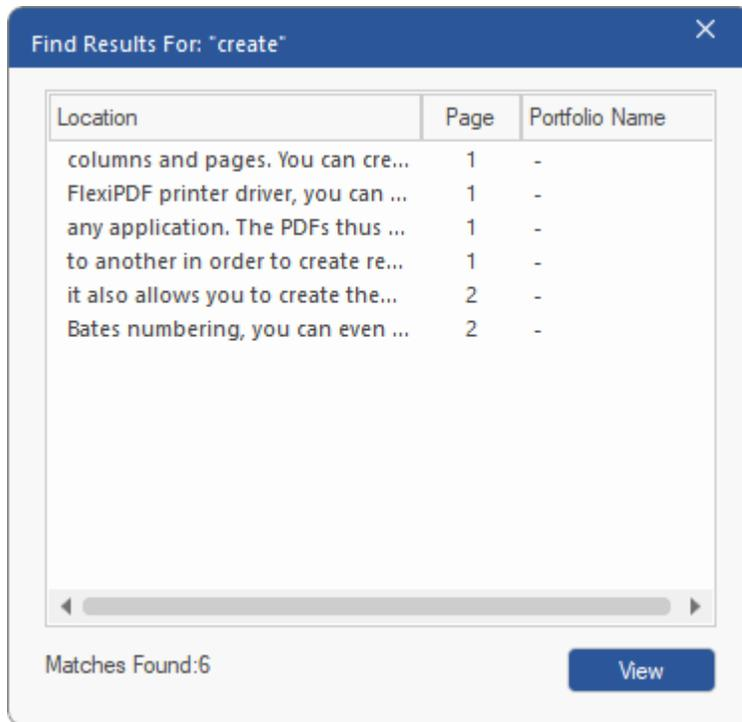 Find Results For: "create"
Location Page Portfolio Name
columns and pages. You can cre... 1 -
FlexiPDF printer driver, you can ... 1 -
any application. The PDFs thus ... 1 -
to another in order to create re... 1 -
it also allows you to create the... 2 -
Bates numbering, you can even ... 2 -
Matches Found:6 View